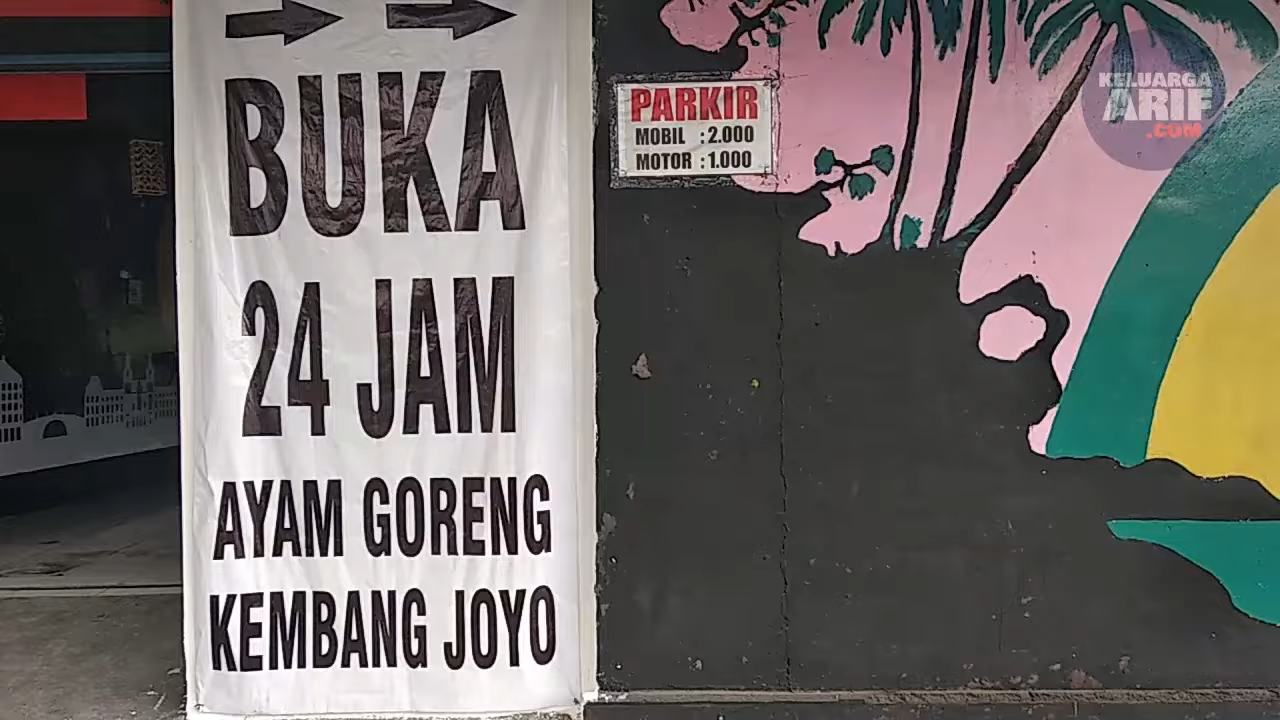 BUKA
24 JAM
AYAM GORENG
KEMBANG JOYO
PARKIR
MOBIL : 2.000
MOTOR : 1.000
KELUARGA
ARIF
.COM